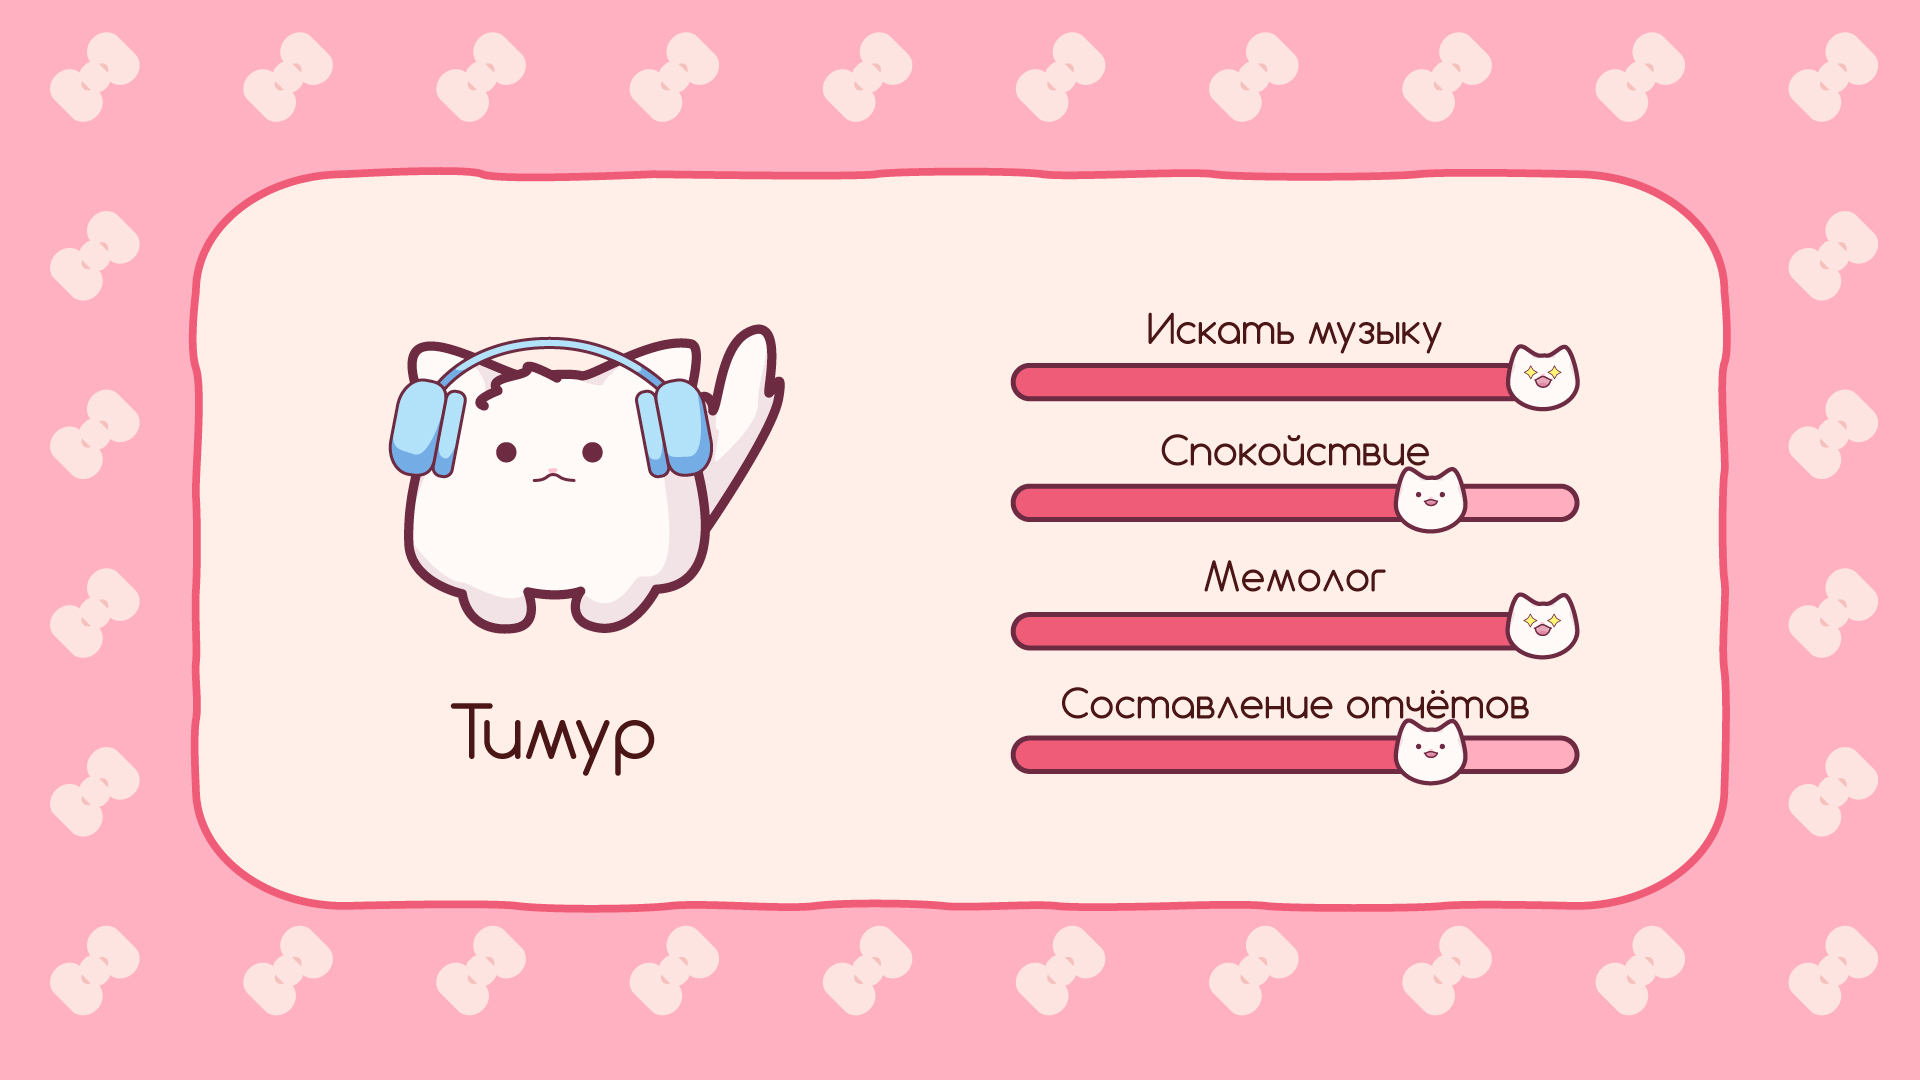 Искать музыку
Спокойствие
Мемолог
Составление отчётов
Тимур